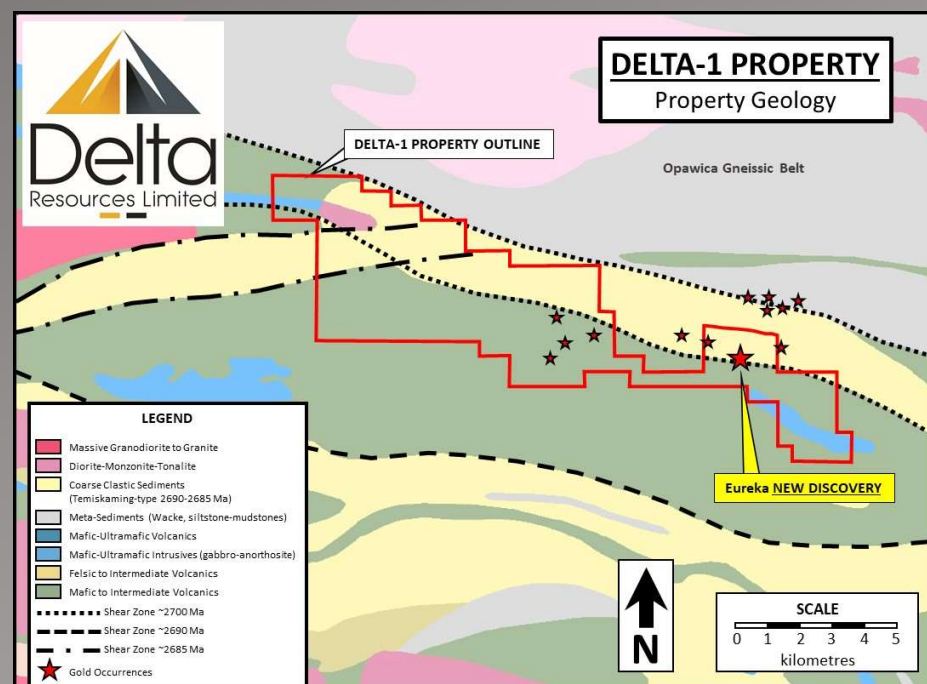 Delta
Resources Limited
DELTA-1 PROPERTY
Property Geology
DELTA-1 PROPERTY OUTLINE
Opawica Gneissic Belt
Eureka NEW DISCOVERY
LEGEND
Massive Granodiorite to Granite
Diorite-Monzonite-Tonalite
Coarse Clastic Sediments
(Temiskaming-type 2690-2685 Ma)
Meta-Sediments (Wacke, siltstone-mudstones)
Mafic-Ultramafic Volcanics
Mafic-Ultramafic Intrusives (gabbro-anorthosite)
Felsic to Intermediate Volcanics
Mafic to Intermediate Volcanics
Shear Zone ~2700 Ma
Shear Zone ~2690 Ma
Shear Zone ~2685 Ma
Gold Occurrences
N
SCALE
0 1 2 3 4 5
kilometres